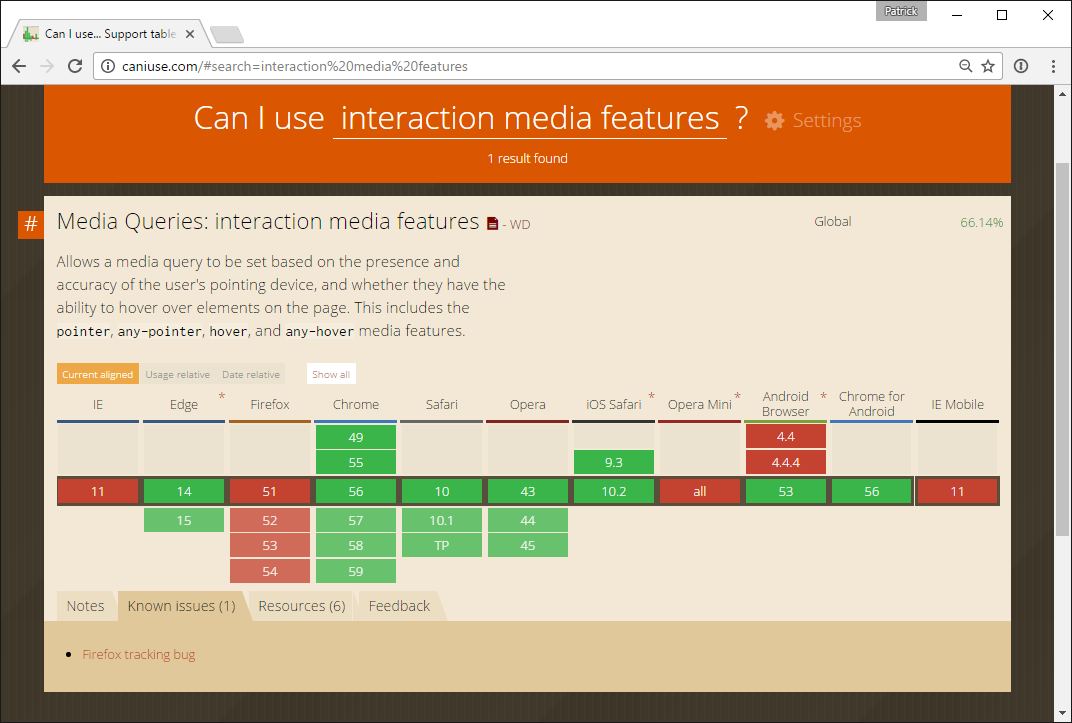 Patrick
Can I use... Support table
caniuse.com/#search=interaction%20media%20features
Can I use interaction media features ? Settings
1 result found
#
Media Queries: interaction media features - WD
Global 66.14%
Allows a media query to be set based on the presence and
accuracy of the user's pointing device, and whether they have the
ability to hover over elements on the page. This includes the
pointer, any-pointer, hover, and any-hover media features.
Current aligned Usage relative Date relative Show all
IE Edge * Firefox Chrome Safari Opera iOS Safari * Opera Mini * Android Browser * Chrome for Android IE Mobile
49 4.4
55 9.3 4.4.4
11 14 51 56 10 43 10.2 all 53 56 11
15 52 57 10.1 44
53 58 TP 45
54 59
Notes Known issues (1) Resources (6) Feedback
• Firefox tracking bug